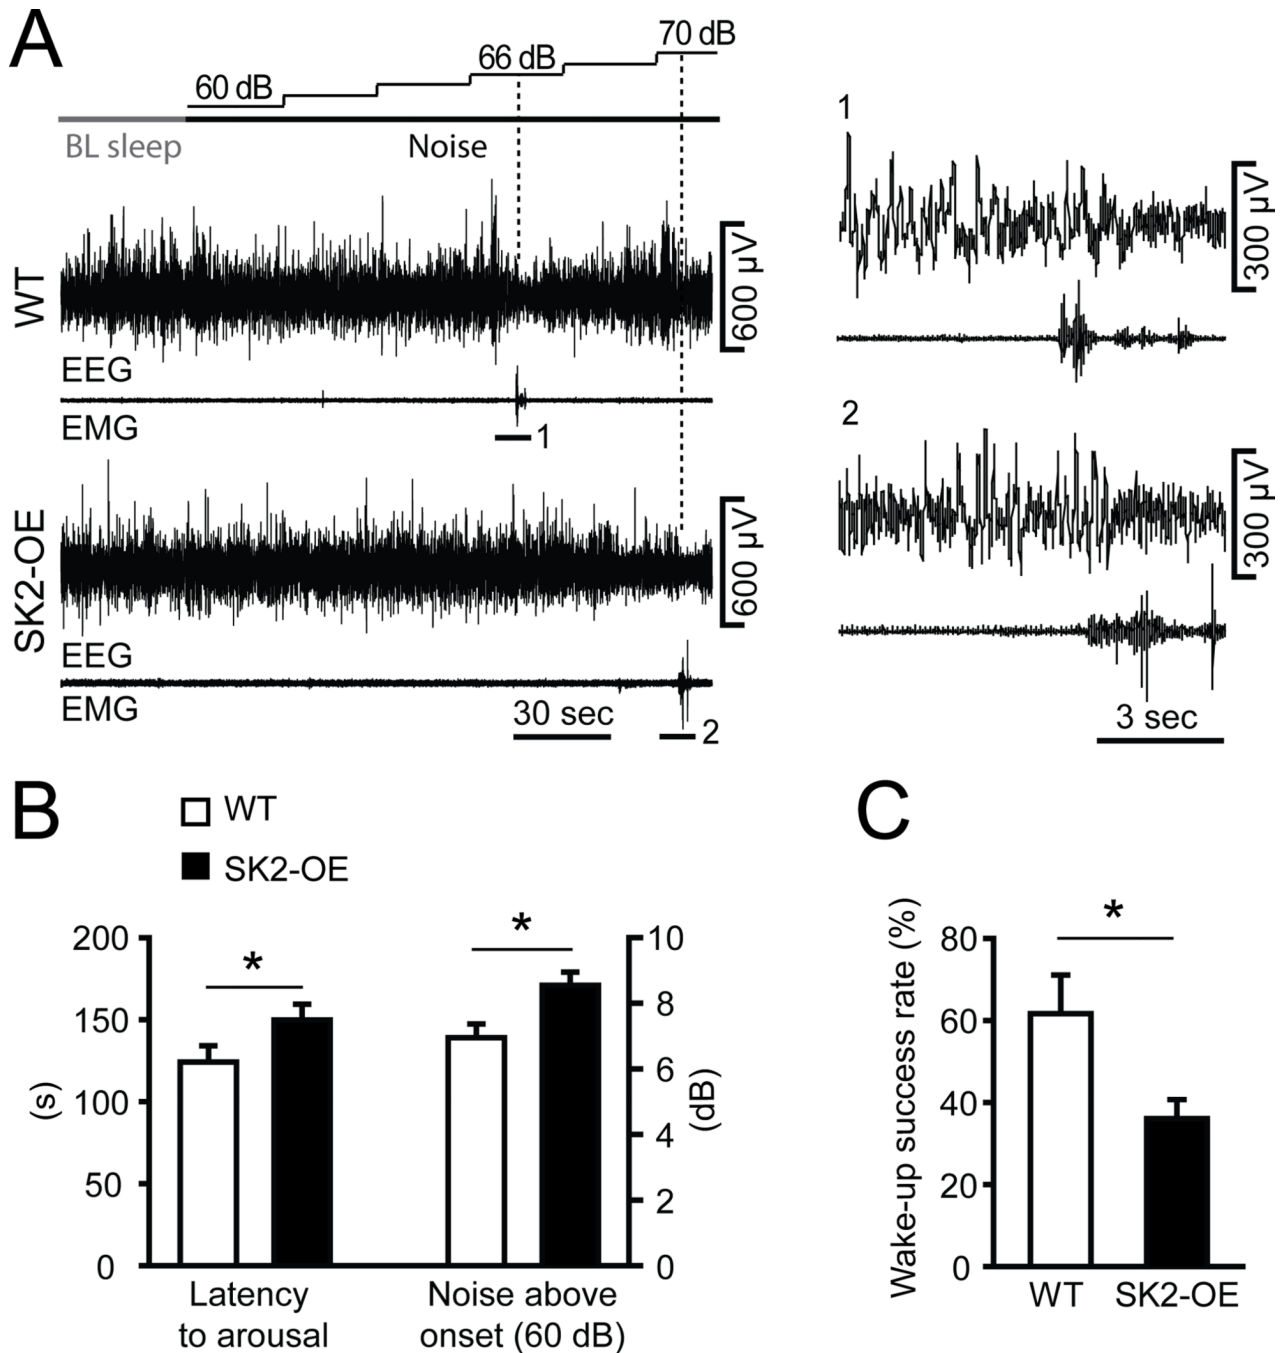 A
60 dB
66 dB
70 dB
BL sleep
Noise
WT
EEG
EMG
600 µV
1
SK2-OE
EEG
EMG
600 µV
30 sec
2
1
300 µV
2
300 µV
3 sec
B
WT
SK2-OE
(s)
200
150
100
50
0
*
*
10
8
6
4
2
0
(dB)
Latency
to arousal
Noise above
onset (60 dB)
C
Wake-up success rate (%)
80
60
40
20
0
*
WT
SK2-OE